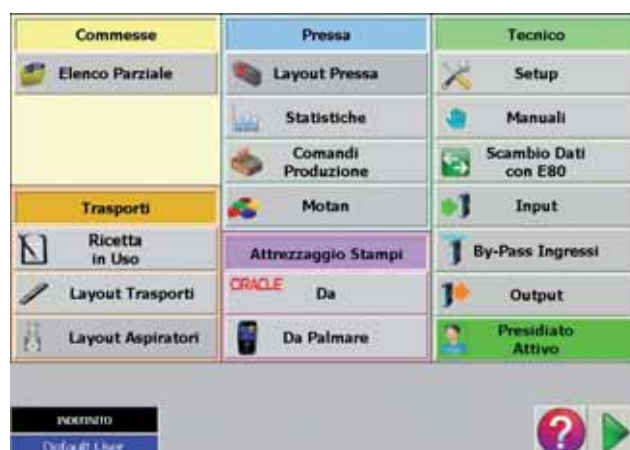 Commesse
Elenco Parziale
Trasporti
Ricetta
in Uso
Layout Trasporti
Layout Aspiratori
Pressa
Layout Pressa
Statistiche
Comandi
Produzione
Motan
Attrezzaggio Stampi
ORACLE Da
Da Palmare
Tecnico
Setup
Manuali
Scambio Dati
con E80
Input
By-Pass Ingressi
Output
Presidiato
Attivo
INDEFINITO
Default User
?